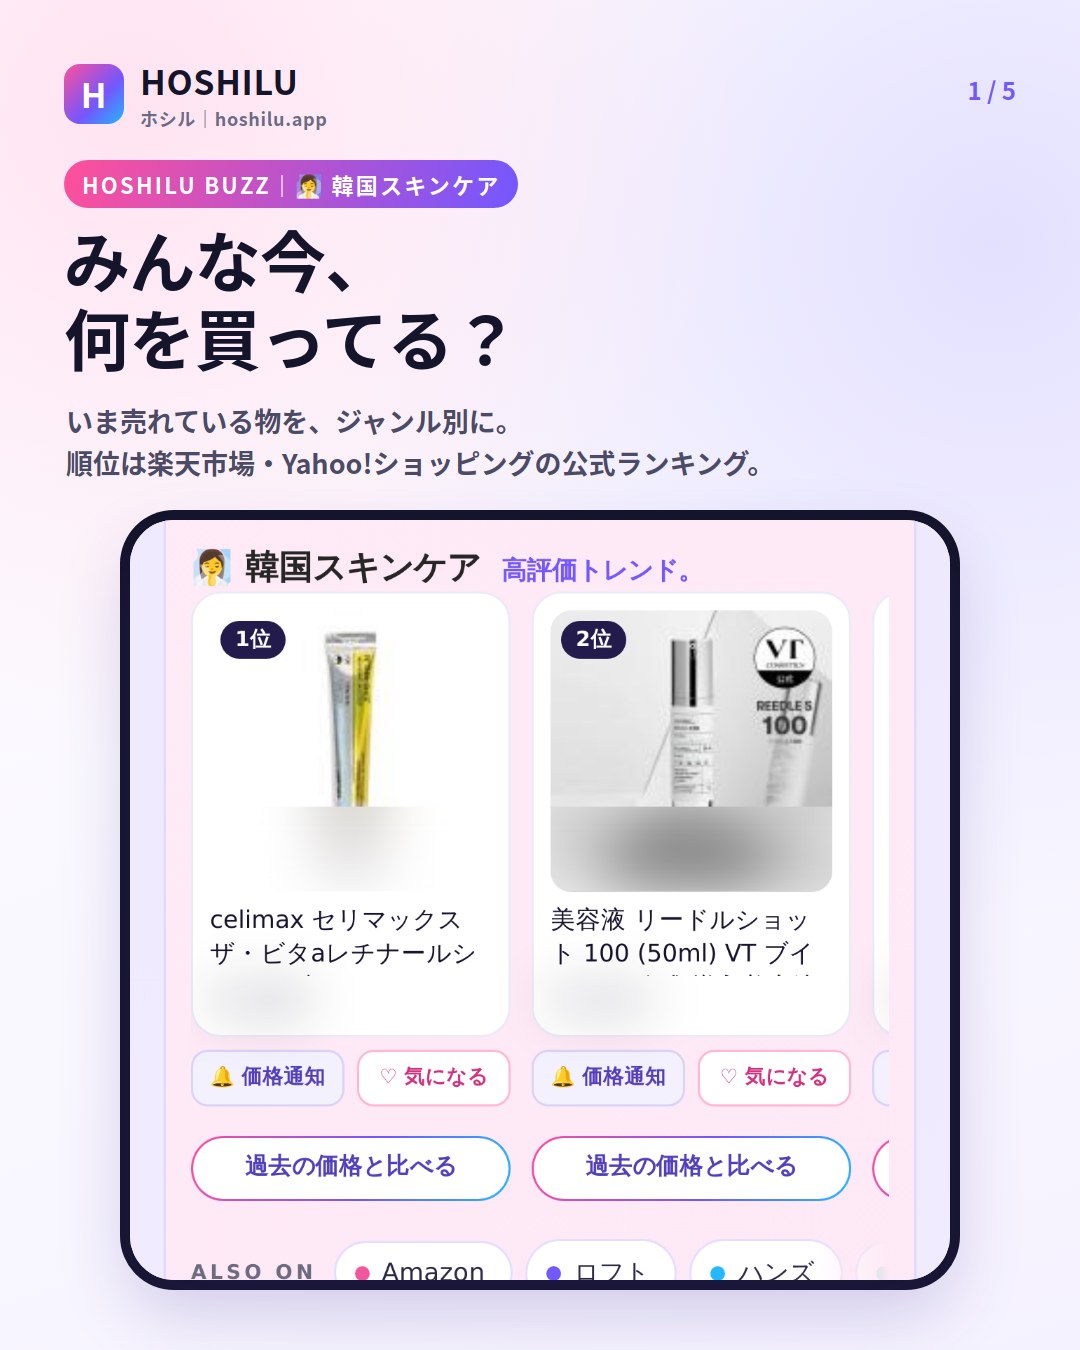 H
HOSHILU
ホシル｜hoshilu.app
1 / 5
HOSHILU BUZZ｜👩‍⚕️ 韓国スキンケア
みんな今、
何を買ってる？
いま売れている物を、ジャンル別に。
順位は楽天市場・Yahoo!ショッピングの公式ランキング。
韓国スキンケア 高評価トレンド。
1位
2位
VT
COSMETICS
公式
REEDLE S
100
celimax セリマックス
ザ・ビタaレチナールシ
美容液 リードルショッ
ト 100 (50ml) VT ブイ
🔔 価格通知
♡ 気になる
🔔 価格通知
♡ 気になる
過去の価格と比べる
過去の価格と比べる
ALSO ON
Amazon
ロフト
ハンズ